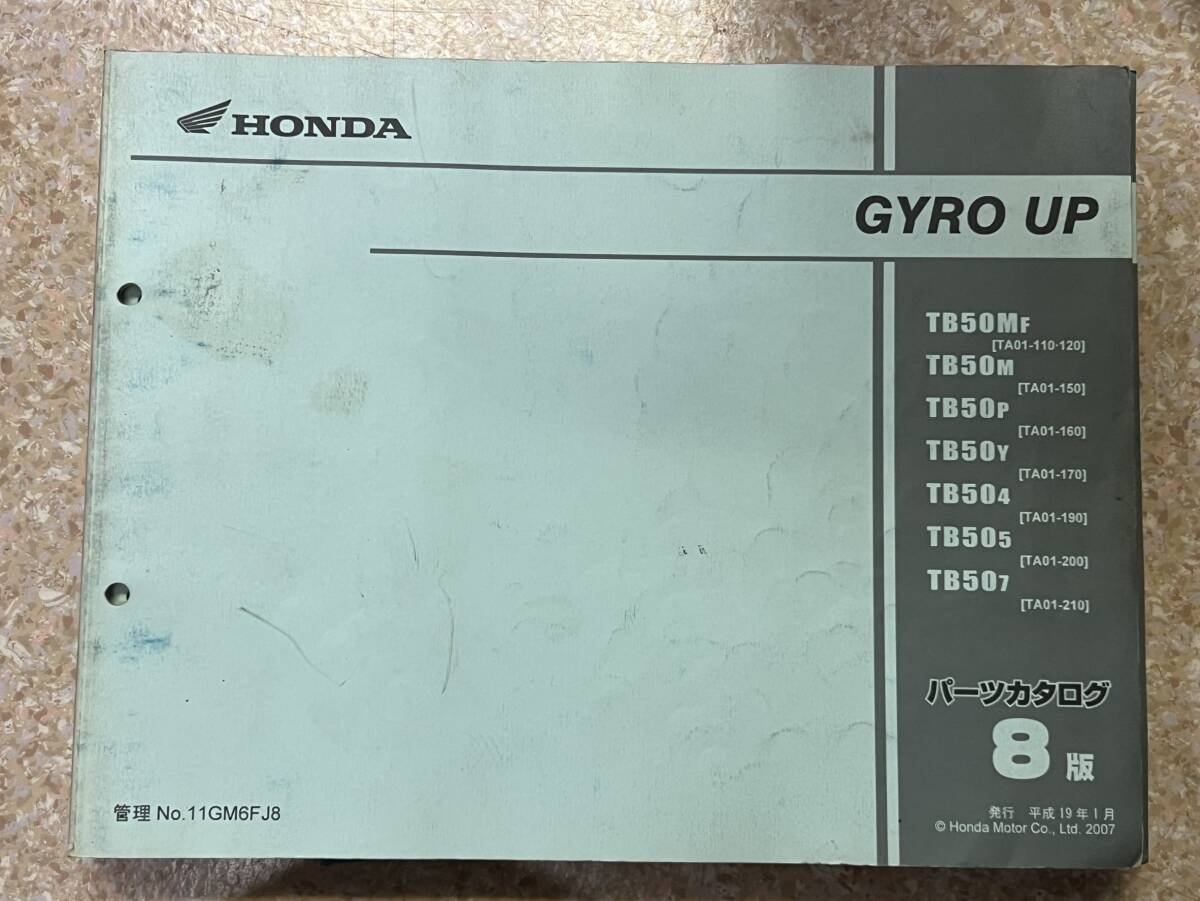 HONDA
GYRO UP
TB50MF
[TA01-110·120]
TB50M
[TA01-150]
TB50P
[TA01-160]
TB50Y
[TA01-170]
TB504
[TA01-190]
TB505
[TA01-200]
TB507
[TA01-210]
パーツカタログ
8版
管理 No.11GM6FJ8
発行 平成19年1月
© Honda Motor Co., Ltd. 2007